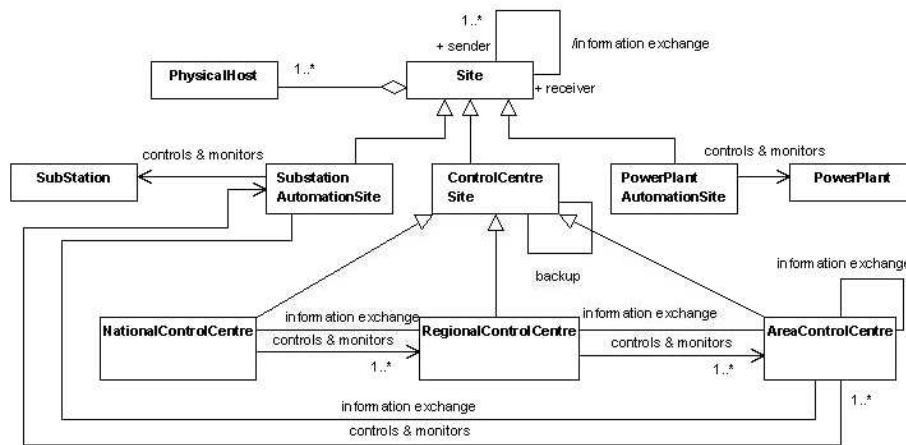 1..*
+ sender
/information exchange
PhysicalHost
1..*
Site
+ receiver
controls & monitors
controls & monitors
SubStation
Substation
AutomationSite
ControlCentre
Site
PowerPlant
AutomationSite
PowerPlant
backup
information exchange
NationalControlCentre
information exchange
RegionalControlCentre
information exchange
AreaControlCentre
controls & monitors
1..*
controls & monitors
1..*
1..*
information exchange
controls & monitors